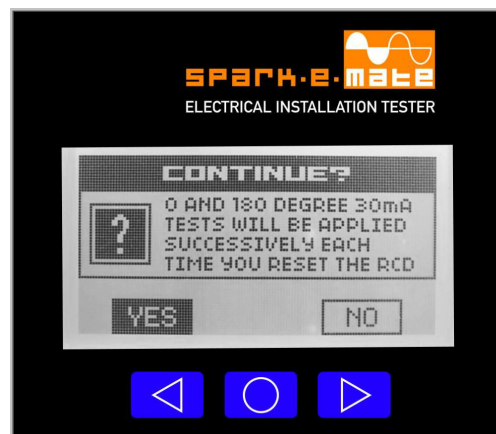 SPARK·E·MATE
ELECTRICAL INSTALLATION TESTER
CONTINUE?
?
0 AND 180 DEGREE 30mA
TESTS WILL BE APPLIED
SUCCESSIVELY EACH
TIME YOU RESET THE RCD
YES
NO